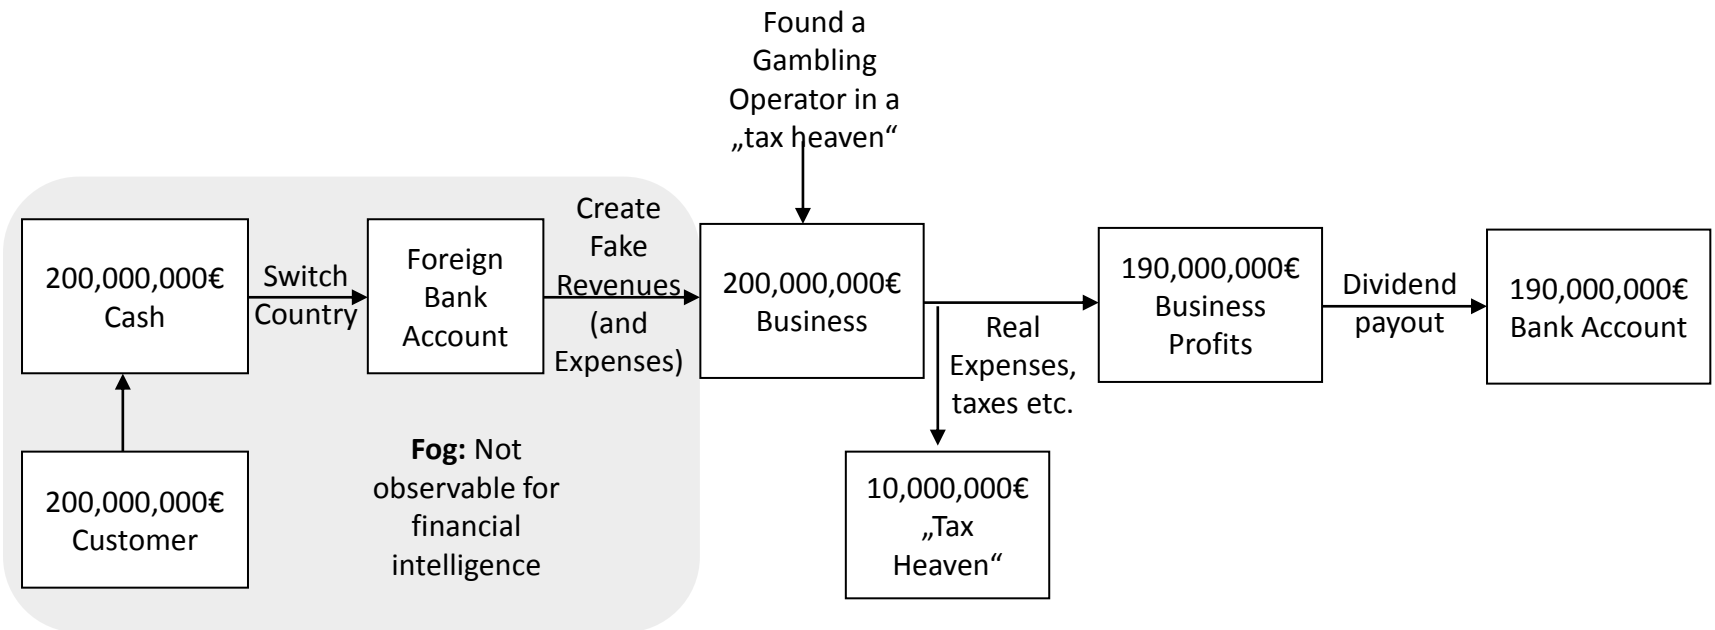 Found a
Gambling
Operator in a
„tax heaven“
200,000,000€
Cash
Switch
Country
Foreign
Bank
Account
Create
Fake
Revenues
(and
Expenses)
200,000,000€
Business
Real
Expenses,
taxes etc.
190,000,000€
Business
Profits
Dividend
payout
190,000,000€
Bank Account
200,000,000€
Customer
Fog: Not
observable for
financial
intelligence
10,000,000€
„Tax
Heaven“